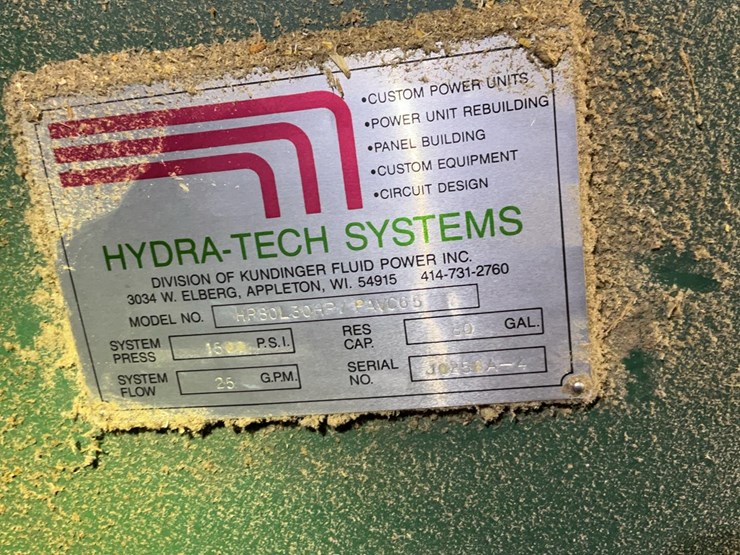 •CUSTOM POWER UNITS
•POWER UNIT REBUILDING
•PANEL BUILDING
•CUSTOM EQUIPMENT
•CIRCUIT DESIGN
HYDRA-TECH SYSTEMS
DIVISION OF KUNDINGER FLUID POWER INC.
3034 W. ELBERG, APPLETON, WI. 54915 414-731-2760
MODEL NO.
SYSTEM PRESS P.S.I.
RES CAP. GAL.
SYSTEM FLOW 25 G.P.M.
SERIAL NO.